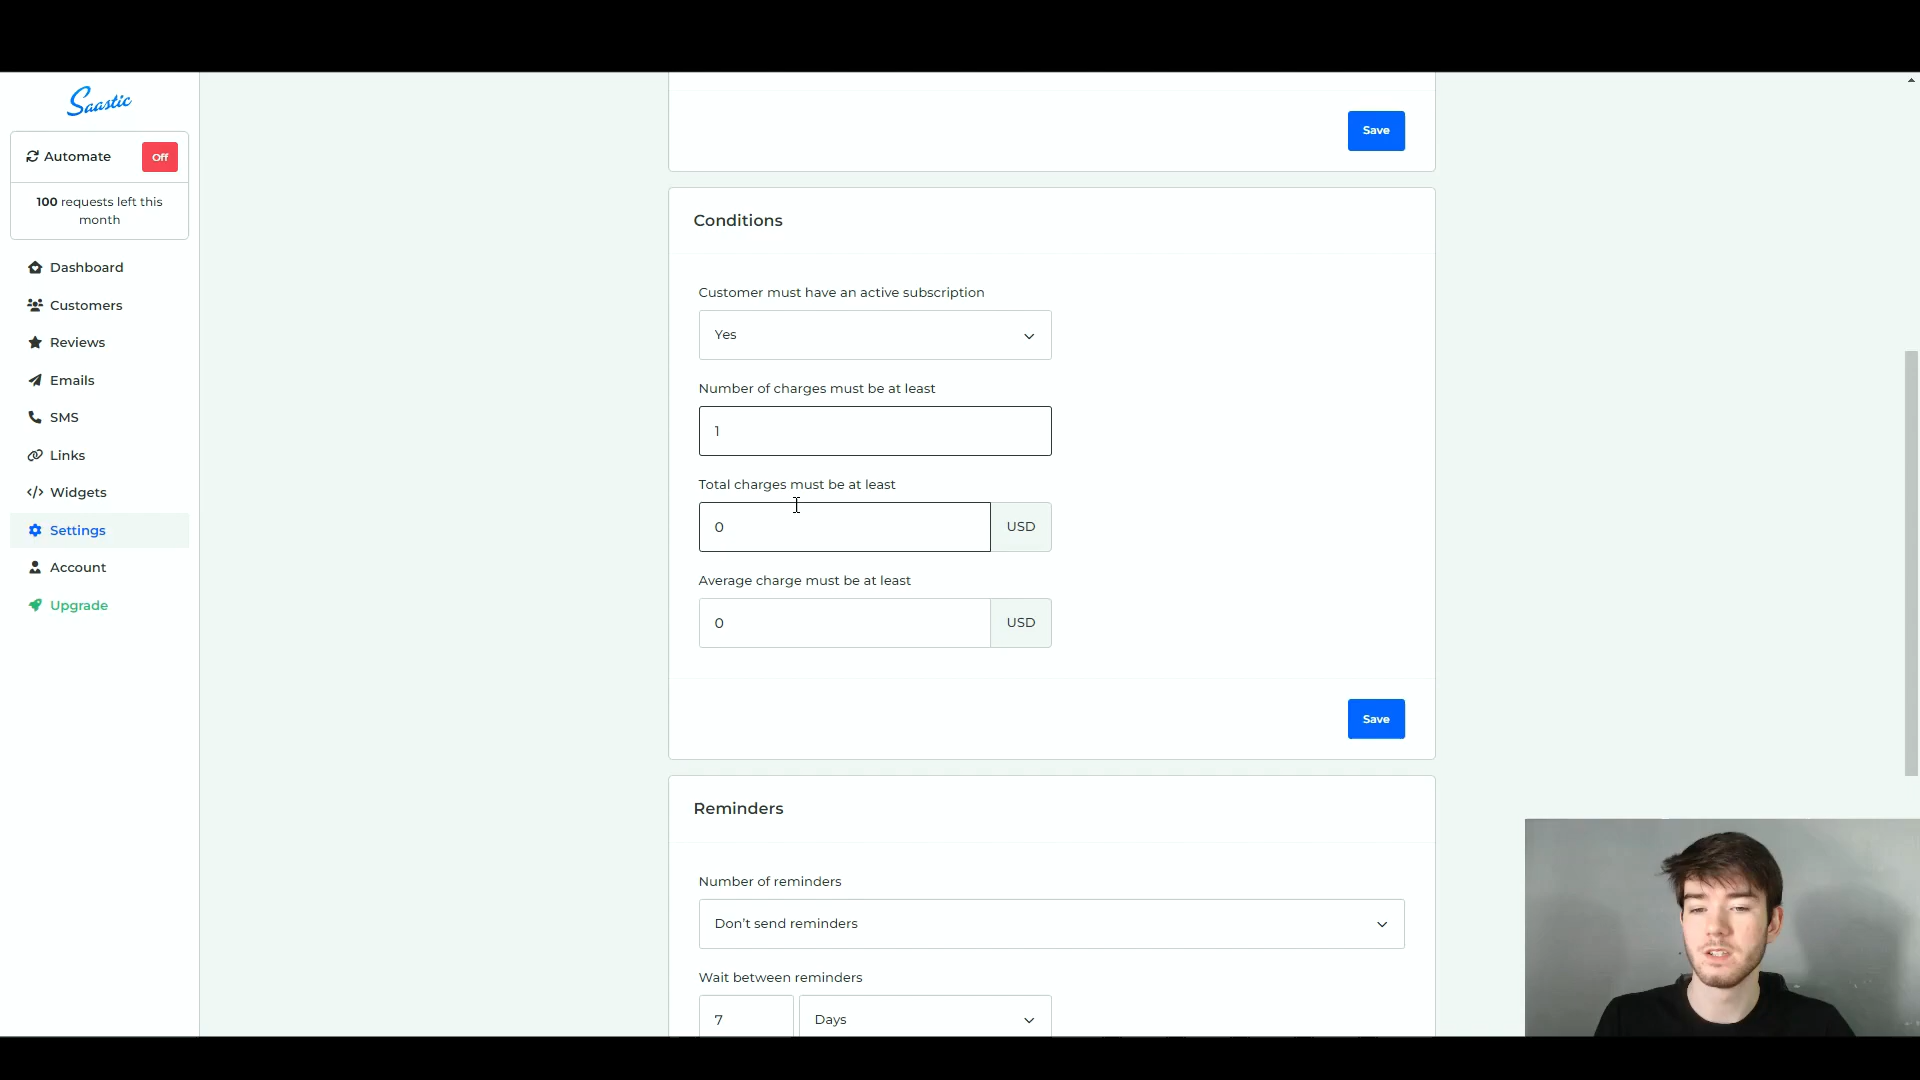 Saastic
Automate
Off
100 requests left this
month
Dashboard
Customers
Reviews
Emails
SMS
Links
Widgets
Settings
Account
Upgrade
Save
Conditions
Customer must have an active subscription
Yes
Number of charges must be at least
1
Total charges must be at least
0
USD
Average charge must be at least
0
USD
Save
Reminders
Number of reminders
Don't send reminders
Wait between reminders
7
Days